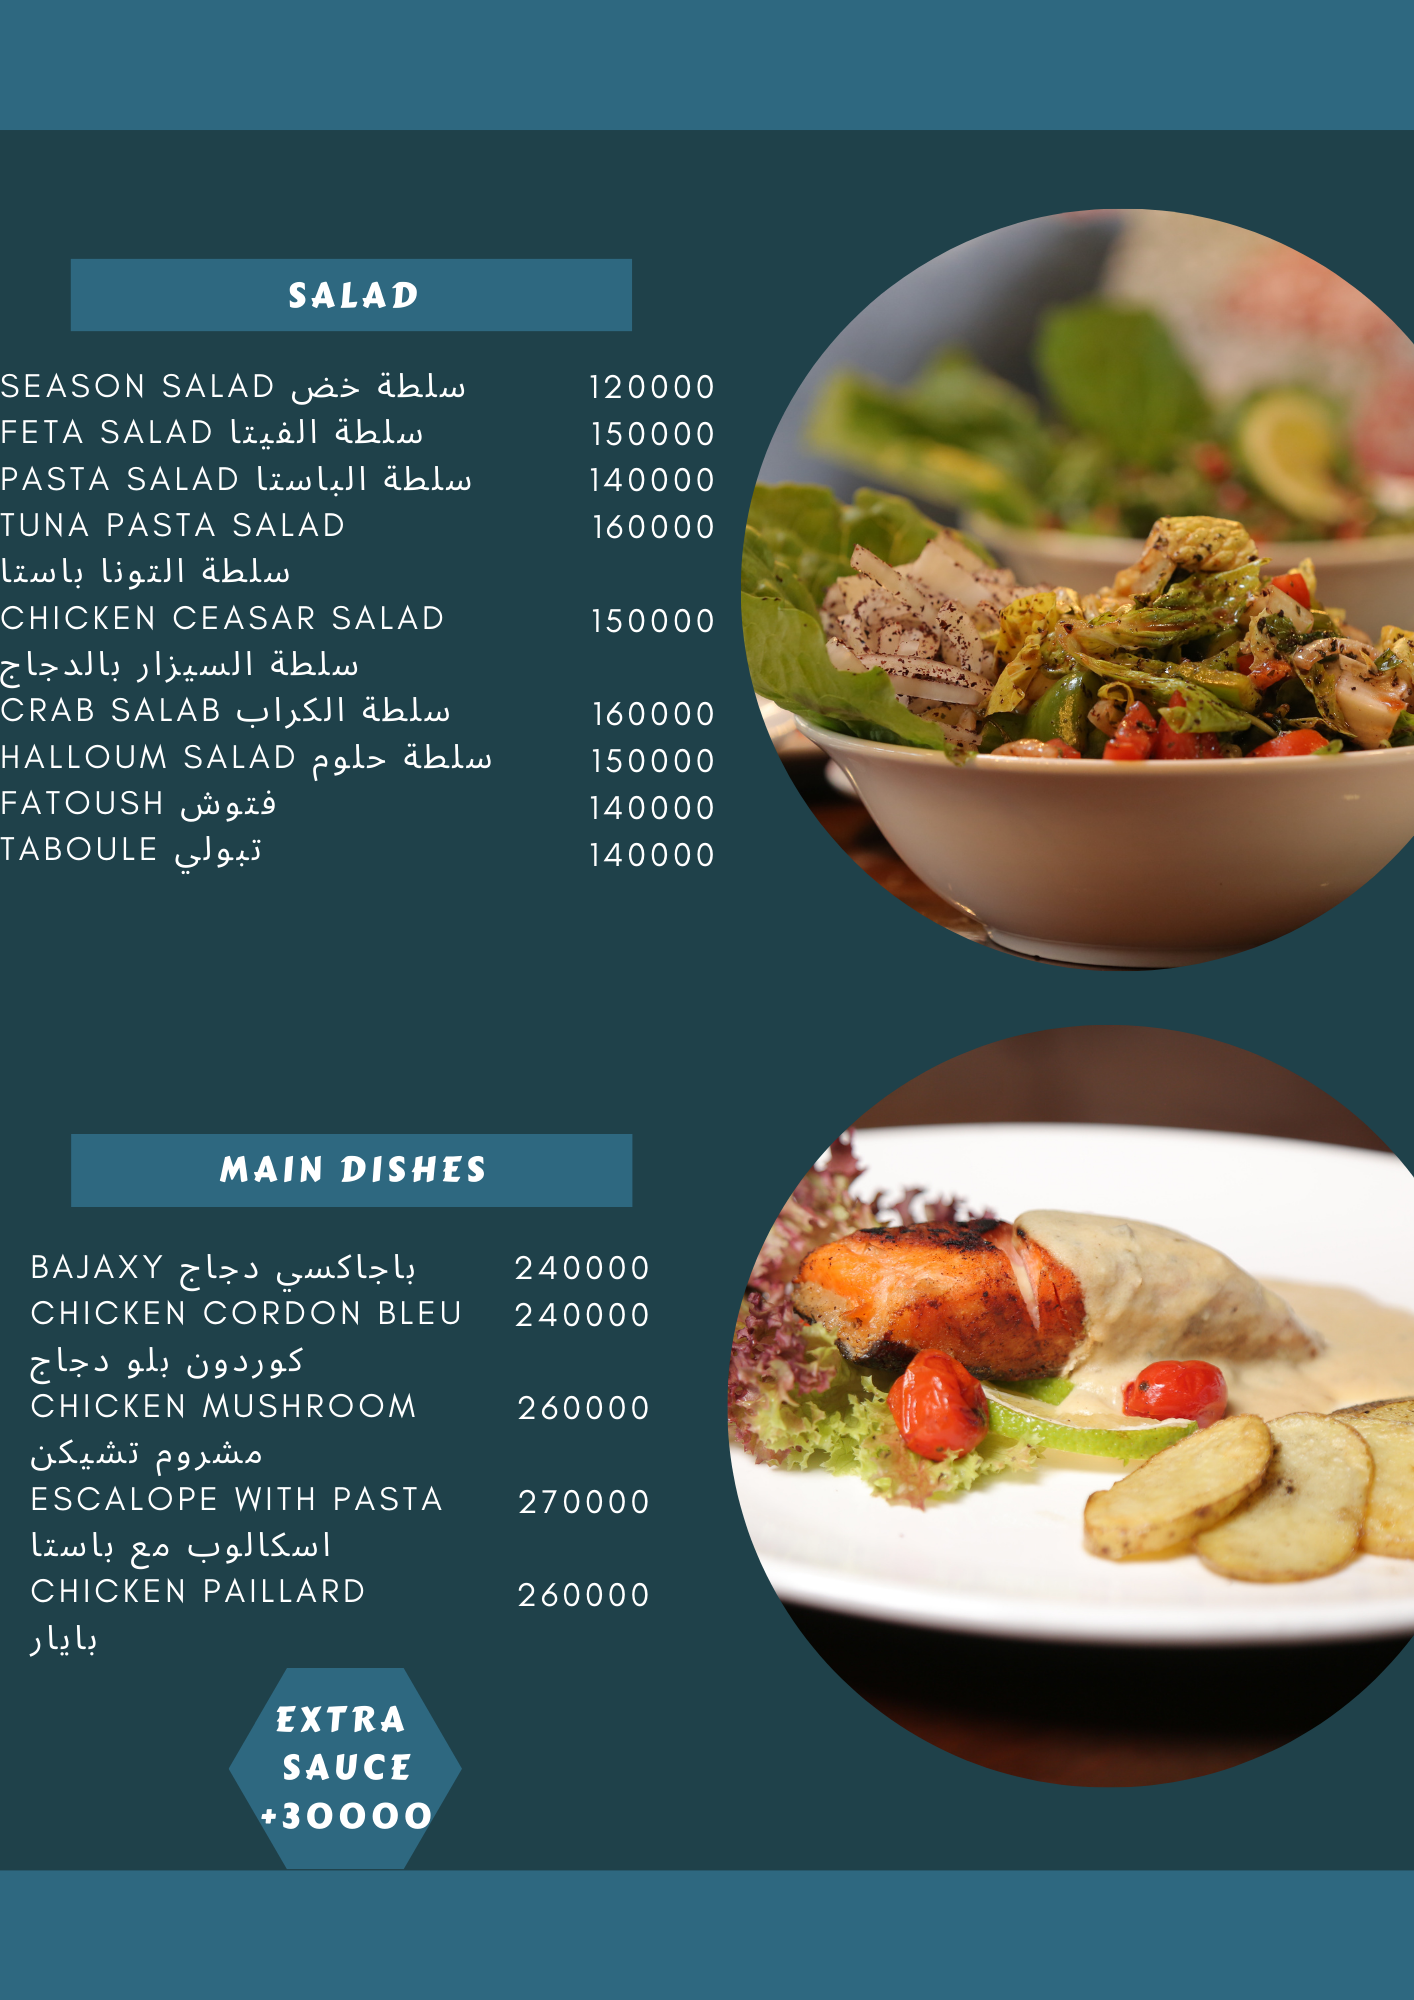 SALAD
SEASON SALAD سلطة خض 120000
FETA SALAD سلطة الفيتا 150000
PASTA SALAD سلطة الباستا 140000
TUNA PASTA SALAD 160000
سلطة التونا باستا
CHICKEN CEASAR SALAD 150000
سلطة السيزار بالدجاج
CRAB SALAB سلطة الكراب 160000
HALLOUM SALAD سلطة حلوم 150000
FATOUSH فتوش 140000
TABOULE تبولي 140000
MAIN DISHES
BAJAXY باجاكسي دجاج 240000
CHICKEN CORDON BLEU 240000
كوردون بلو دجاج
CHICKEN MUSHROOM 260000
مشروم تشيكن
ESCALOPE WITH PASTA 270000
اسكالوب مع باستا
CHICKEN PAILLARD 260000
بايار
EXTRA
SAUCE
+30000